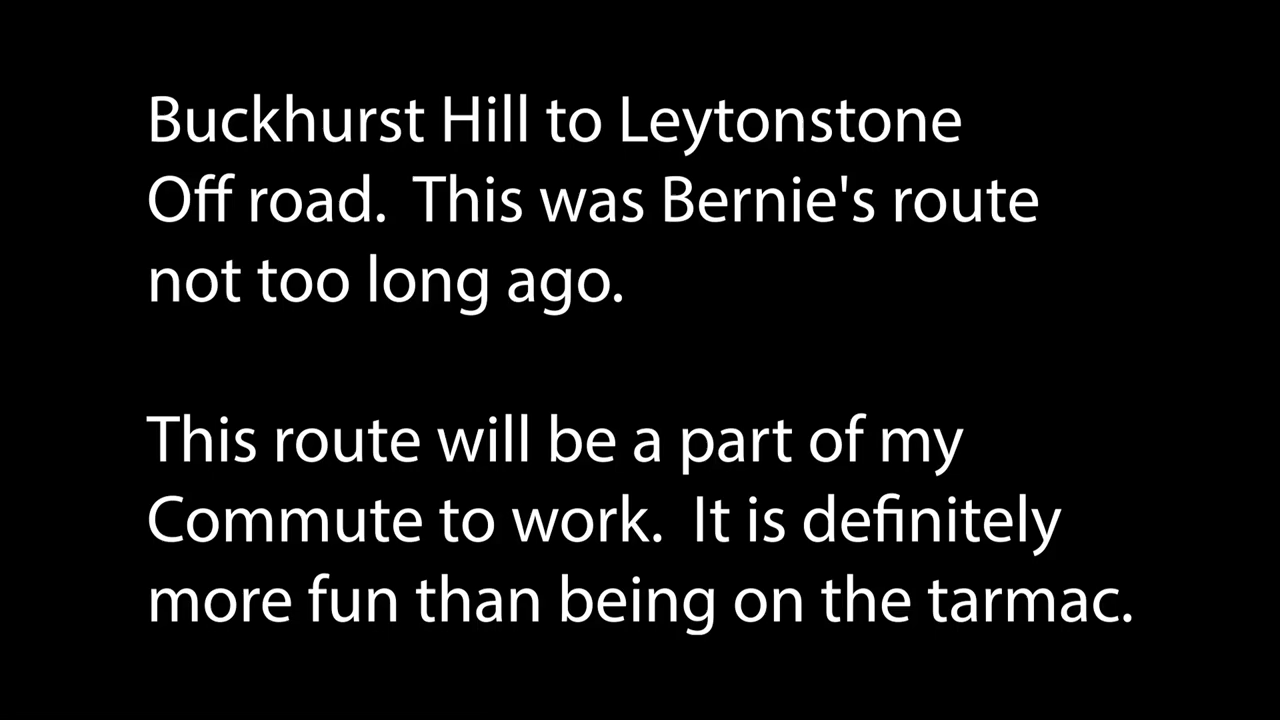 Buckhurst Hill to Leytonstone
Off road.  This was Bernie's route
not too long ago.
This route will be a part of my
Commute to work.  It is definitely
more fun than being on the tarmac.